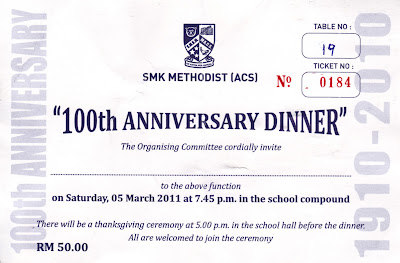 TABLE NO :
19
TICKET NO :
Nº 0184
SMK METHODIST (ACS)
100th ANNIVERSARY
1910-2010
"100th ANNIVERSARY DINNER"
The Organising Committee cordially invite
to the above function
on Saturday, 05 March 2011 at 7.45 p.m. in the school compound
There will be a thanksgiving ceremony at 5.00 p.m. in the school hall before the dinner.
All are welcomed to join the ceremony
RM 50.00